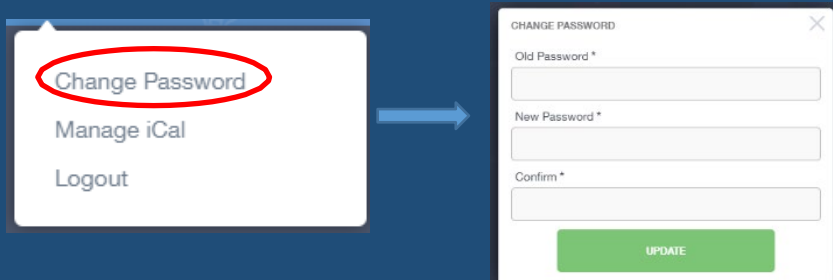 Change Password
Manage iCal
Logout
CHANGE PASSWORD
Old Password *
New Password *
Confirm *
UPDATE